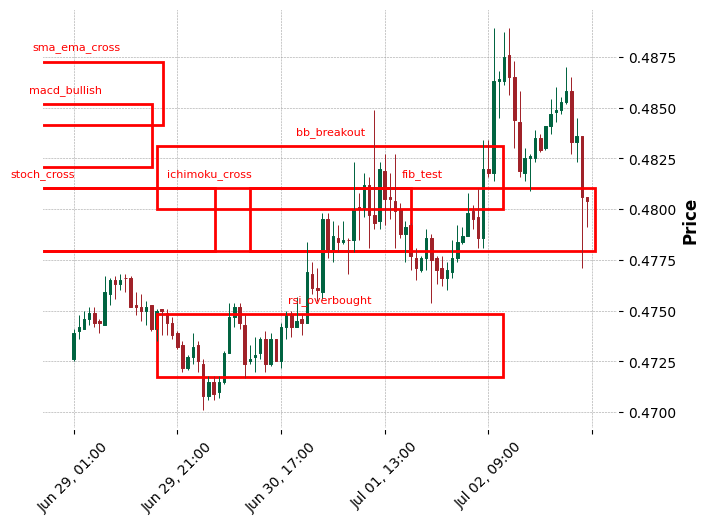 sma_ema_cross
macd_bullish
bb_breakout
stoch_cross
ichimoku_cross
fib_test
rsi_overbought
0.4875
0.4850
0.4825
0.4800
0.4775
0.4750
0.4725
0.4700
Price
Jun 29, 01:00
Jun 29, 21:00
Jun 30, 17:00
Jul 01, 13:00
Jul 02, 09:00